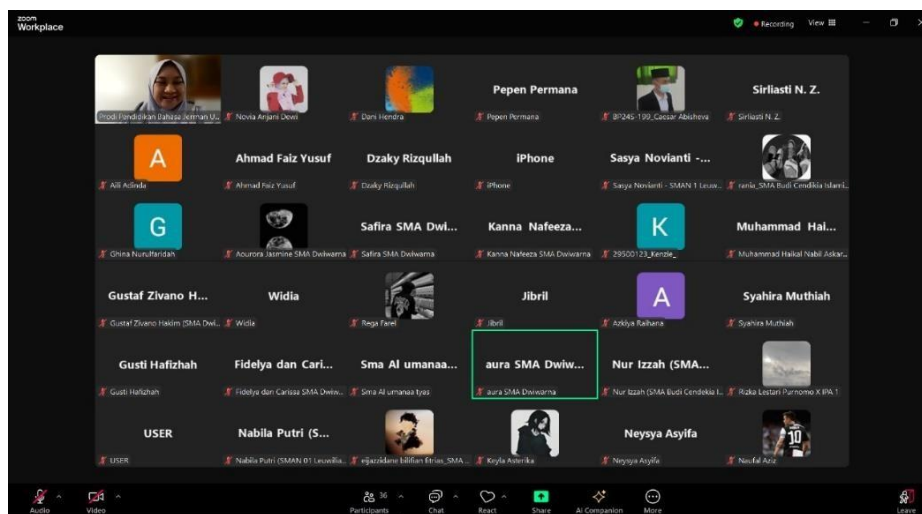 zoom
Workplace
Recording View
Pepen Permana
Sirliasti N. Z.
Prodi Pendidikan Bahasa Jerman U...
Novia Anjani Dewi
Dani Hendra
Pepen Permana
BP24S-199_Caesar Abisheva
Sirliasti N. Z.
A
Ahmad Faiz Yusuf
Dzaky Rizqullah
iPhone
Sasya Novianti -...
Aili Adinda
Ahmad Faiz Yusuf
Dzaky Rizqullah
iPhone
Sasya Novianti - SMAN 1 Leuw...
rania_SMA Budi Cendikia Islami...
G
Safira SMA Dwi...
Kanna Nafeeza...
K
Muhammad Hai...
Ghina Nurulfaridah
Aourora Jasmine SMA Dwiwarna
Safira SMA Dwiwarna
Kanna Nafeeza SMA Dwiwarna
29500123_Kenzie_
Muhammad Haikal Nabil Askar...
Gustaf Zivano H...
Widia
Jibril
A
Syahira Muthiah
Gustaf Zivano Hakim (SMA Dwi...
Widia
Rega Farel
Jibril
Azkiya Raihana
Syahira Muthiah
Gusti Hafizhah
Fidelya dan Cari...
Sma Al umanaa...
aura SMA Dwiw...
Nur Izzah (SMA...
Gusti Hafizhah
Fidelya dan Carissa SMA Dwiw...
Sma Al umanaa tyas
aura SMA Dwiwarna
Nur Izzah (SMA Budi Cendekia I...
Rizka Lestari Purnomo X IPA 1
USER
Nabila Putri (S...
Neysya Asyifa
10
USER
Nabila Putri (SMAN 01 Leuwilia...
eijazzidane bilifian fitrias_SMA...
Keyla Asterika
Neysya Asyifa
Naufal Aziz
Audio
Video
36
Participants
Chat
React
Share
AI Companion
More
Leave